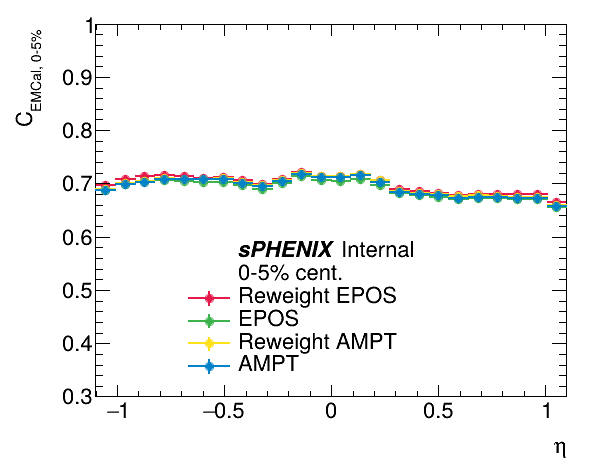 C_EMCal, 0-5%
1
0.9
0.8
0.7
0.6
0.5
0.4
0.3
sPHENIX Internal
0-5% cent.
Reweight EPOS
EPOS
Reweight AMPT
AMPT
−1 −0.5 0 0.5 1
η